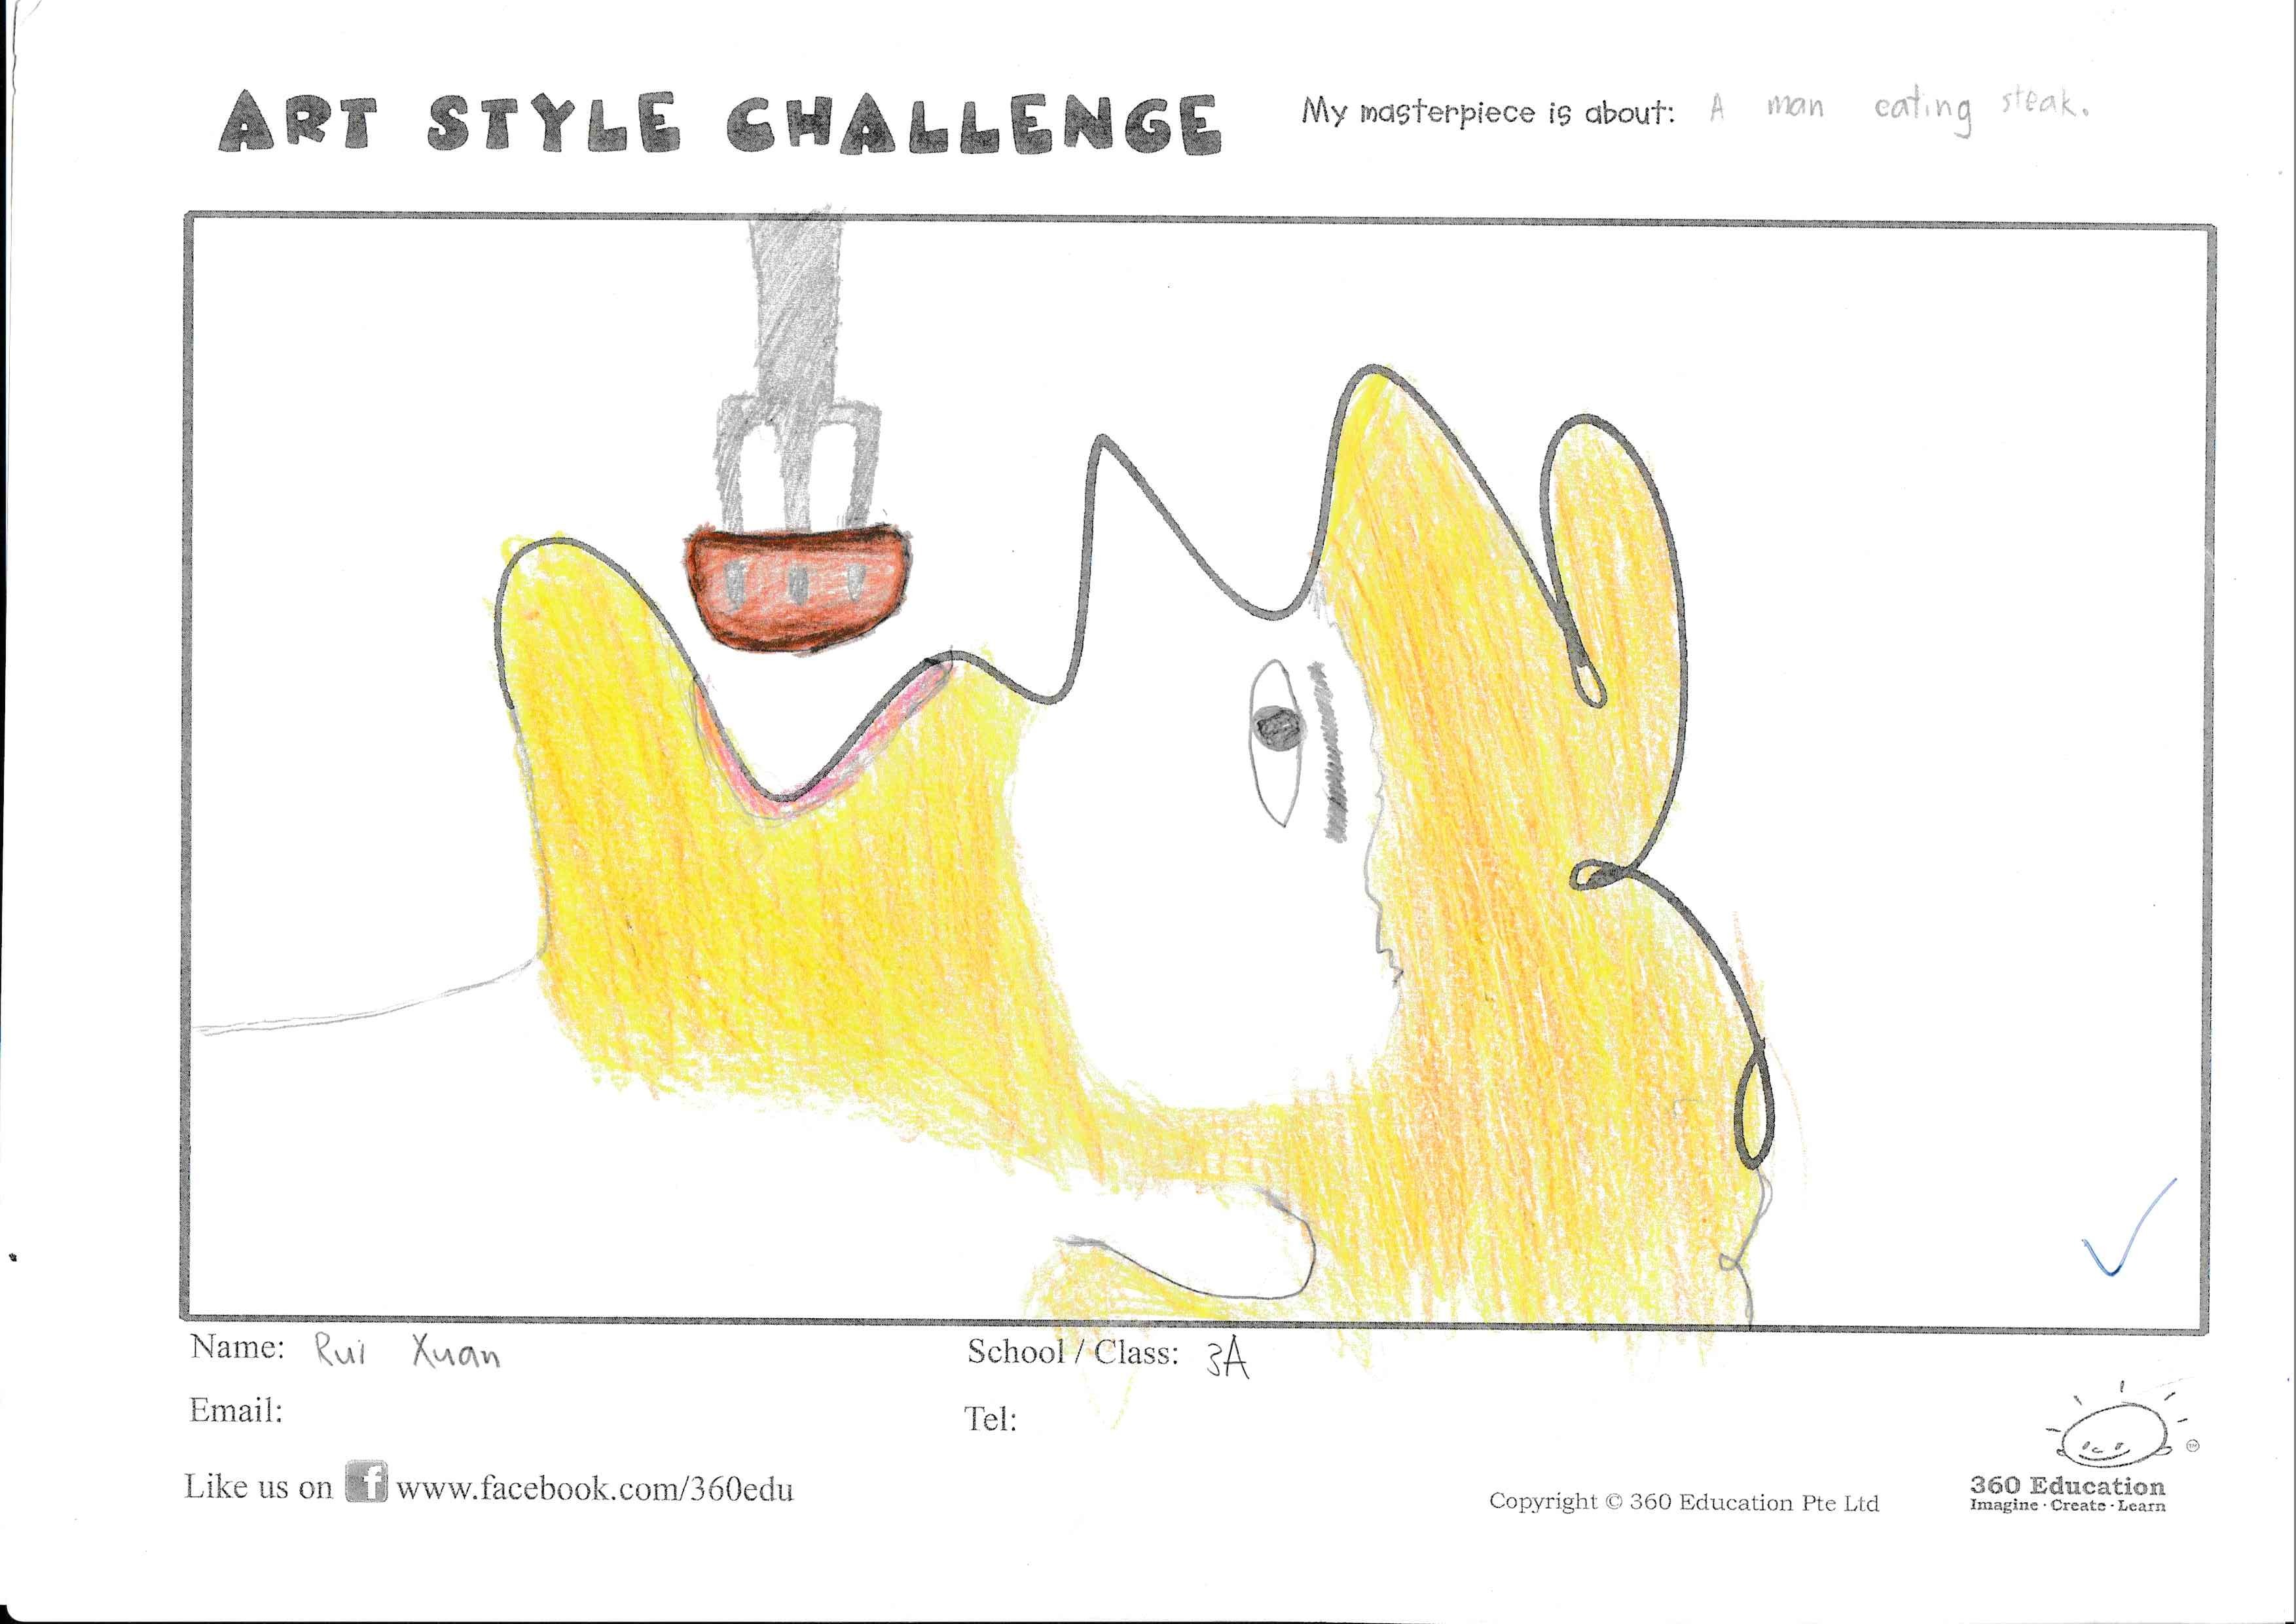 ART STYLE CHALLENGE My masterpiece is about: A man eating steak.
Name: Rui Xuan School / Class: 3A
Email: Tel:
Like us on f www.facebook.com/360edu
Copyright © 360 Education Pte Ltd
TM
360 Education
Imagine · Create · Learn